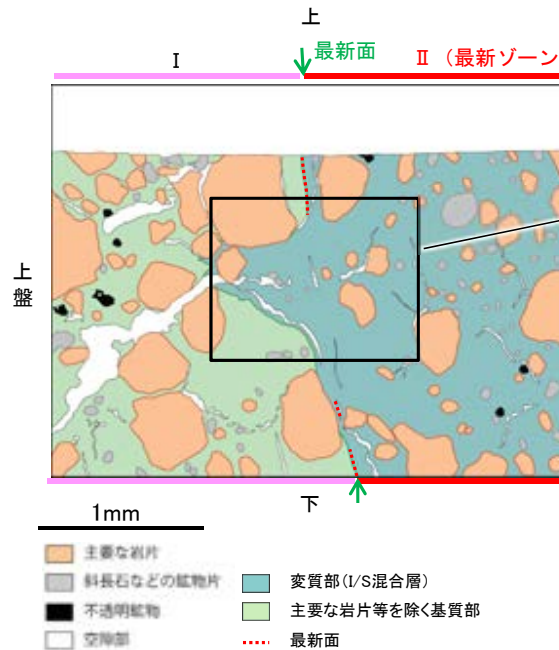 上
最新面
Ⅰ
Ⅱ（最新ゾーン
上
盤
下
1mm
主要な岩片
斜長石などの鉱物片
不透明鉱物
空隙部
変質部(I/S混合層)
主要な岩片等を除く基質部
最新面